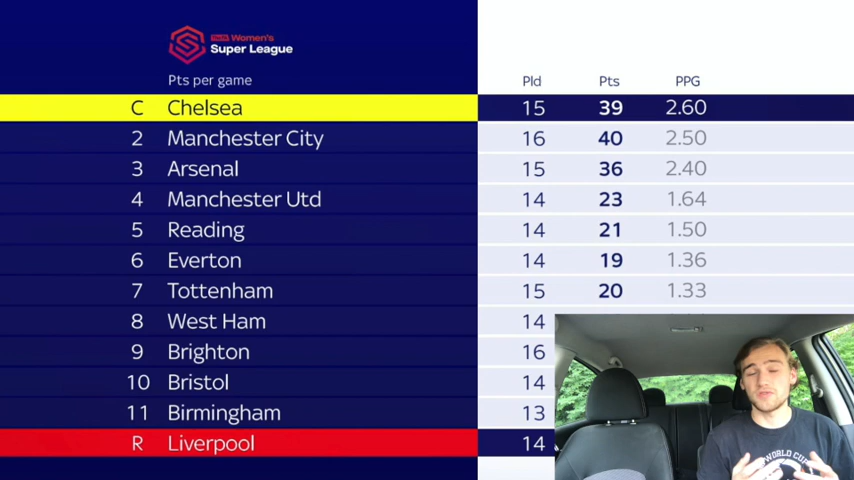 Women's
Super League
Pts per game Pld Pts PPG
C Chelsea 15 39 2.60
2 Manchester City 16 40 2.50
3 Arsenal 15 36 2.40
4 Manchester Utd 14 23 1.64
5 Reading 14 21 1.50
6 Everton 14 19 1.36
7 Tottenham 15 20 1.33
8 West Ham 14
9 Brighton 16
10 Bristol 14
11 Birmingham 13
R Liverpool 14
WORLD CUP